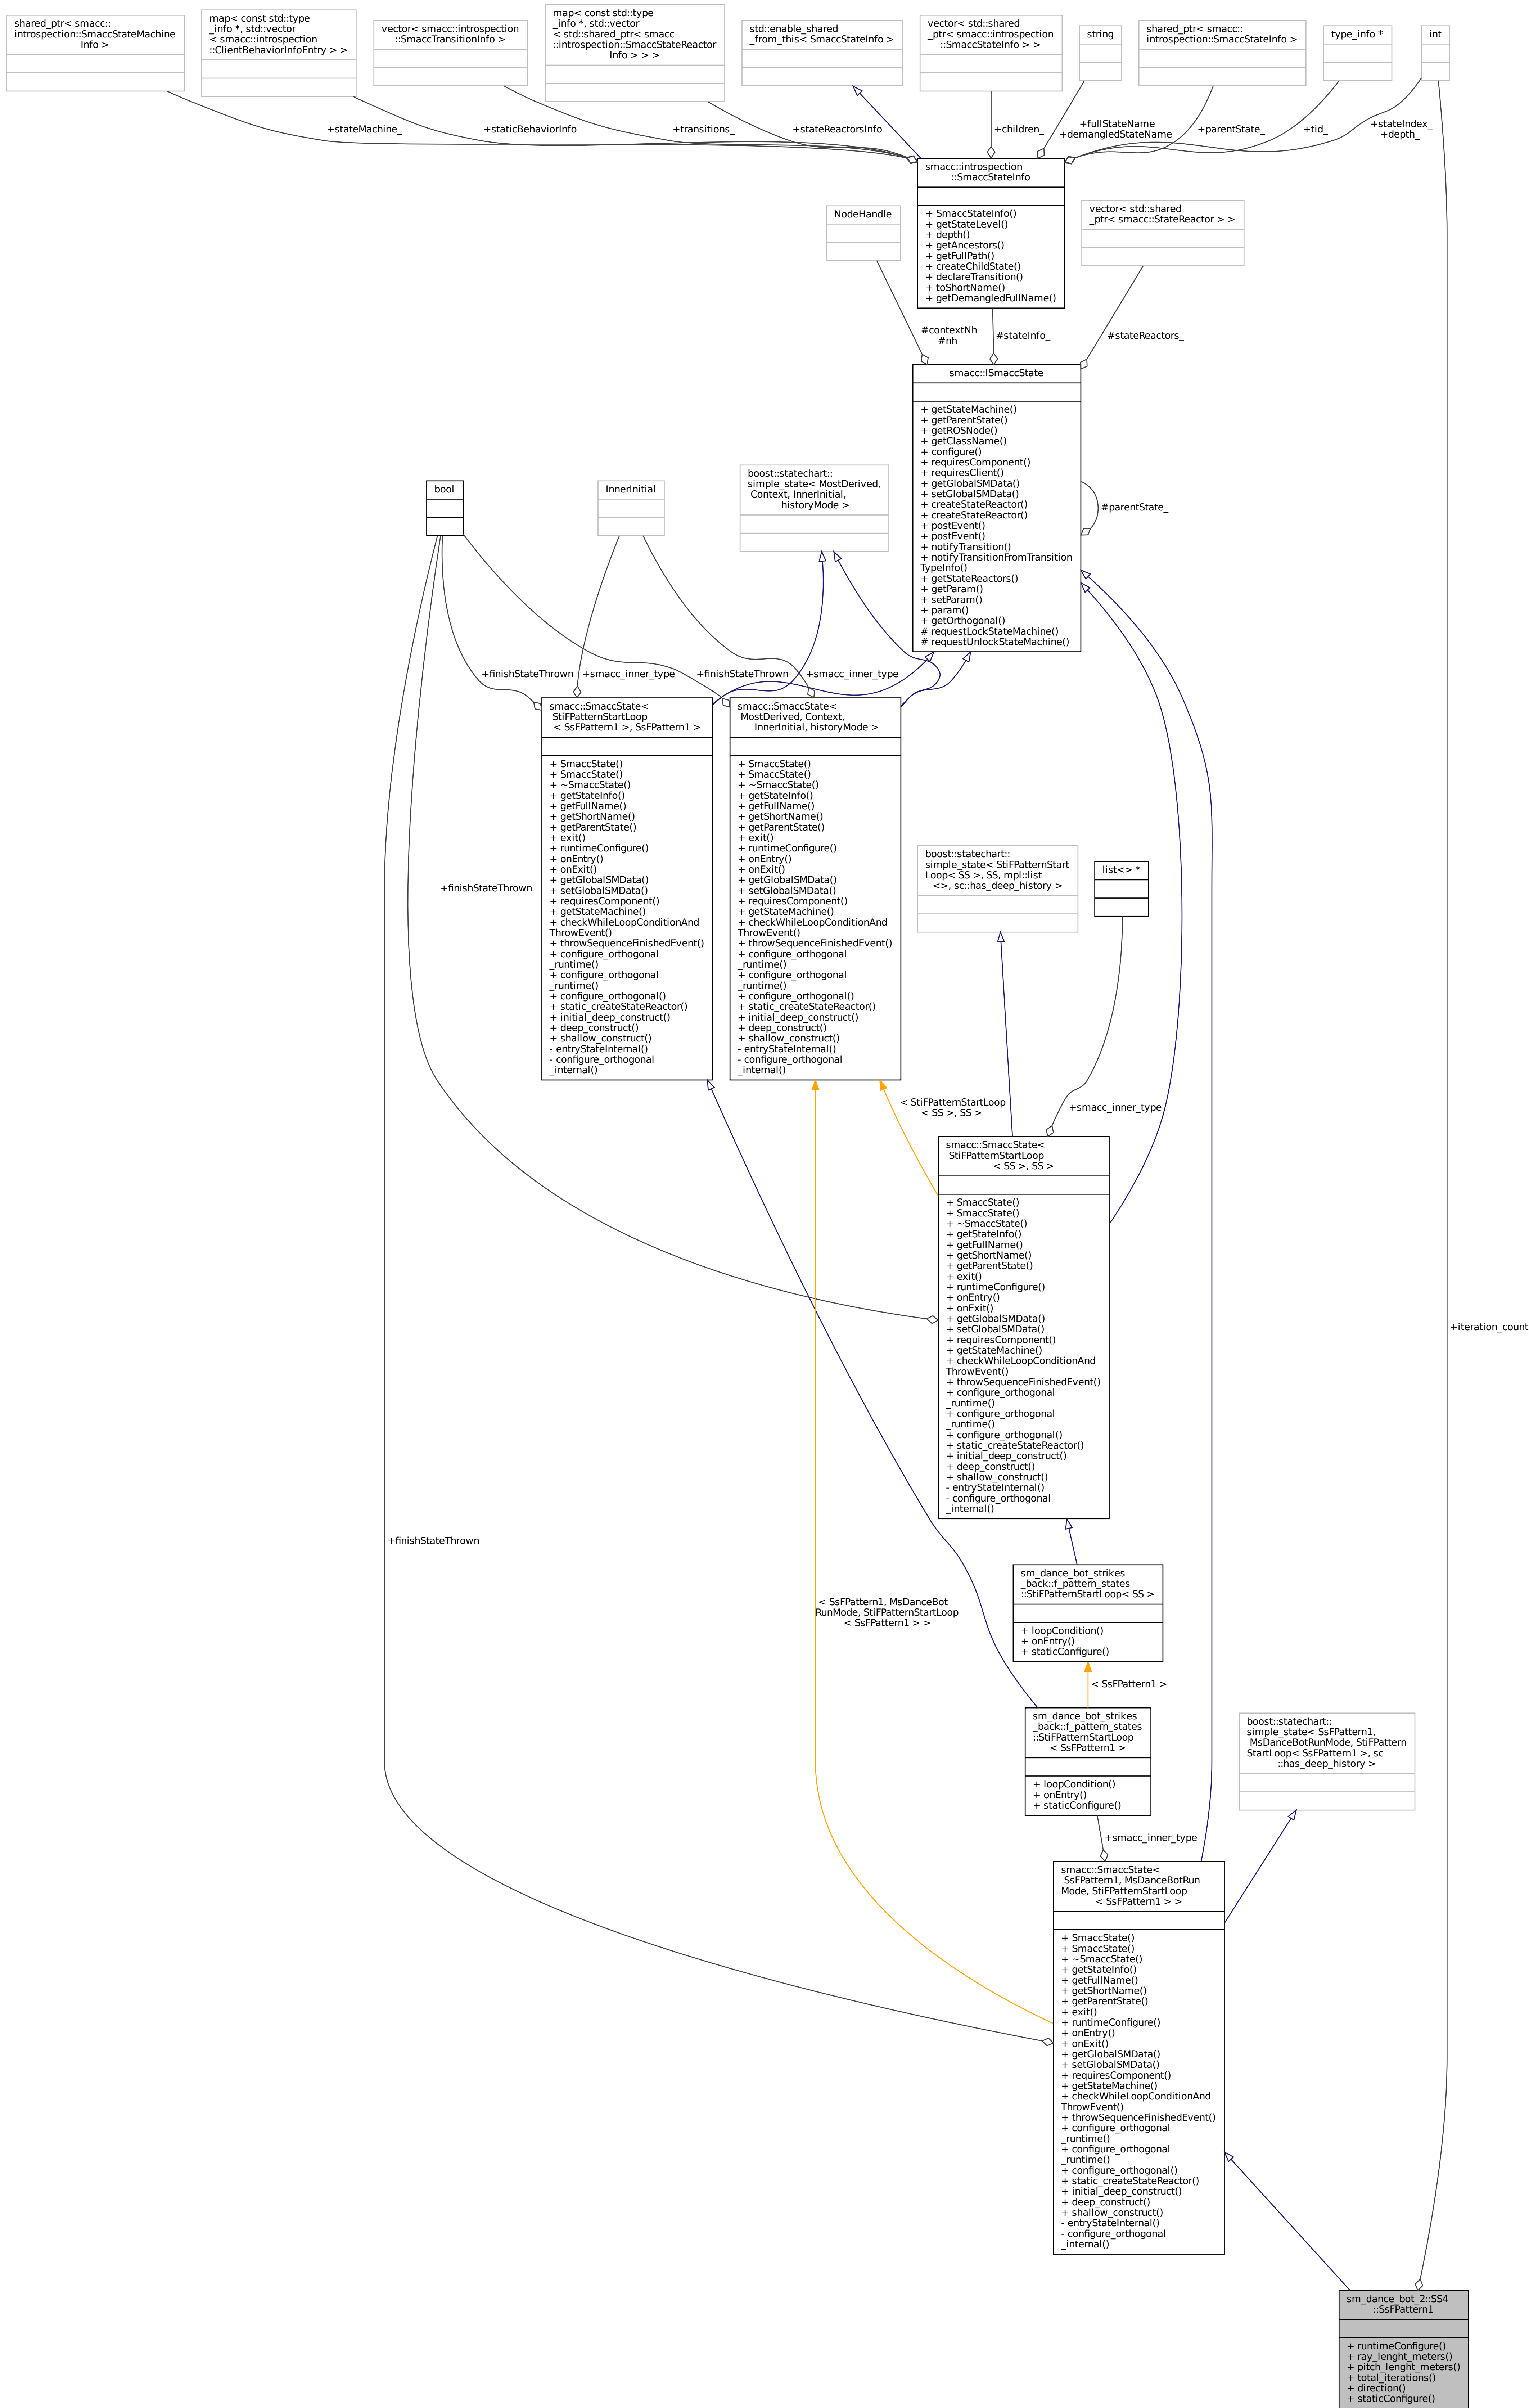 shared_ptr< smacc::
introspection::SmaccStateMachine
Info >
map< const std::type
_info *, std::vector
< smacc::introspection
::ClientBehaviorInfoEntry > >
vector< smacc::introspection
::SmaccTransitionInfo >
map< const std::type
_info *, std::vector
< std::shared_ptr< smacc
::introspection::SmaccStateReactor
Info > > >
std::enable_shared
_from_this< SmaccStateInfo >
vector< std::shared
_ptr< smacc::introspection
::SmaccStateInfo > >
string
shared_ptr< smacc::
introspection::SmaccStateInfo >
type_info *
int
+stateMachine_
+staticBehaviorInfo
+transitions_
+stateReactorsInfo
+children_
+fullStateName
+demangledStateName
+parentState_
+tid_
+stateIndex_
+depth_
smacc::introspection
::SmaccStateInfo
+ SmaccStateInfo()
+ getStateLevel()
+ depth()
+ getAncestors()
+ getFullPath()
+ createChildState()
+ declareTransition()
+ toShortName()
+ getDemangledFullName()
NodeHandle
vector< std::shared
_ptr< smacc::StateReactor > >
#contextNh
#nh
#stateInfo_
#stateReactors_
smacc::ISmaccState
+ getStateMachine()
+ getParentState()
+ getROSNode()
+ getClassName()
+ configure()
+ requiresComponent()
+ requiresClient()
+ getGlobalSMData()
+ setGlobalSMData()
+ createStateReactor()
+ createStateReactor()
+ postEvent()
+ postEvent()
+ notifyTransition()
+ notifyTransitionFromTransition
TypeInfo()
+ getStateReactors()
+ getParam()
+ setParam()
+ param()
+ getOrthogonal()
# requestLockStateMachine()
# requestUnlockStateMachine()
#parentState_
bool
InnerInitial
boost::statechart::
simple_state< MostDerived,
Context, InnerInitial,
historyMode >
+finishStateThrown
+smacc_inner_type
+finishStateThrown
+smacc_inner_type
smacc::SmaccState<
StiFPatternStartLoop
< SsFPattern1 >, SsFPattern1 >
+ SmaccState()
+ SmaccState()
+ ~SmaccState()
+ getStateInfo()
+ getFullName()
+ getShortName()
+ getParentState()
+ exit()
+ runtimeConfigure()
+ onEntry()
+ onExit()
+ getGlobalSMData()
+ setGlobalSMData()
+ requiresComponent()
+ getStateMachine()
+ checkWhileLoopConditionAnd
ThrowEvent()
+ throwSequenceFinishedEvent()
+ configure_orthogonal
_runtime()
+ configure_orthogonal
_runtime()
+ configure_orthogonal()
+ static_createStateReactor()
+ initial_deep_construct()
+ deep_construct()
+ shallow_construct()
- entryStateInternal()
- configure_orthogonal
_internal()
smacc::SmaccState<
MostDerived, Context,
InnerInitial, historyMode >
+ SmaccState()
+ SmaccState()
+ ~SmaccState()
+ getStateInfo()
+ getFullName()
+ getShortName()
+ getParentState()
+ exit()
+ runtimeConfigure()
+ onEntry()
+ onExit()
+ getGlobalSMData()
+ setGlobalSMData()
+ requiresComponent()
+ getStateMachine()
+ checkWhileLoopConditionAnd
ThrowEvent()
+ throwSequenceFinishedEvent()
+ configure_orthogonal
_runtime()
+ configure_orthogonal
_runtime()
+ configure_orthogonal()
+ static_createStateReactor()
+ initial_deep_construct()
+ deep_construct()
+ shallow_construct()
- entryStateInternal()
- configure_orthogonal
_internal()
+finishStateThrown
boost::statechart::
simple_state< StiFPatternStart
Loop< SS >, SS, mpl::list
<>, sc::has_deep_history >
list<> *
+smacc_inner_type
< StiFPatternStartLoop
< SS >, SS >
smacc::SmaccState<
StiFPatternStartLoop
< SS >, SS >
+ SmaccState()
+ SmaccState()
+ ~SmaccState()
+ getStateInfo()
+ getFullName()
+ getShortName()
+ getParentState()
+ exit()
+ runtimeConfigure()
+ onEntry()
+ onExit()
+ getGlobalSMData()
+ setGlobalSMData()
+ requiresComponent()
+ getStateMachine()
+ checkWhileLoopConditionAnd
ThrowEvent()
+ throwSequenceFinishedEvent()
+ configure_orthogonal
_runtime()
+ configure_orthogonal
_runtime()
+ configure_orthogonal()
+ static_createStateReactor()
+ initial_deep_construct()
+ deep_construct()
+ shallow_construct()
- entryStateInternal()
- configure_orthogonal
_internal()
+iteration_count
+finishStateThrown
sm_dance_bot_strikes
_back::f_pattern_states
::StiFPatternStartLoop< SS >
+ loopCondition()
+ onEntry()
+ staticConfigure()
< SsFPattern1, MsDanceBot
RunMode, StiFPatternStartLoop
< SsFPattern1 > >
< SsFPattern1 >
sm_dance_bot_strikes
_back::f_pattern_states
::StiFPatternStartLoop
< SsFPattern1 >
+ loopCondition()
+ onEntry()
+ staticConfigure()
boost::statechart::
simple_state< SsFPattern1,
MsDanceBotRunMode, StiFPattern
StartLoop< SsFPattern1 >, sc
::has_deep_history >
+smacc_inner_type
smacc::SmaccState<
SsFPattern1, MsDanceBotRun
Mode, StiFPatternStartLoop
< SsFPattern1 > >
+ SmaccState()
+ SmaccState()
+ ~SmaccState()
+ getStateInfo()
+ getFullName()
+ getShortName()
+ getParentState()
+ exit()
+ runtimeConfigure()
+ onEntry()
+ onExit()
+ getGlobalSMData()
+ setGlobalSMData()
+ requiresComponent()
+ getStateMachine()
+ checkWhileLoopConditionAnd
ThrowEvent()
+ throwSequenceFinishedEvent()
+ configure_orthogonal
_runtime()
+ configure_orthogonal
_runtime()
+ configure_orthogonal()
+ static_createStateReactor()
+ initial_deep_construct()
+ deep_construct()
+ shallow_construct()
- entryStateInternal()
- configure_orthogonal
_internal()
sm_dance_bot_2::SS4
::SsFPattern1
+ runtimeConfigure()
+ ray_lenght_meters()
+ pitch_lenght_meters()
+ total_iterations()
+ direction()
+ staticConfigure()